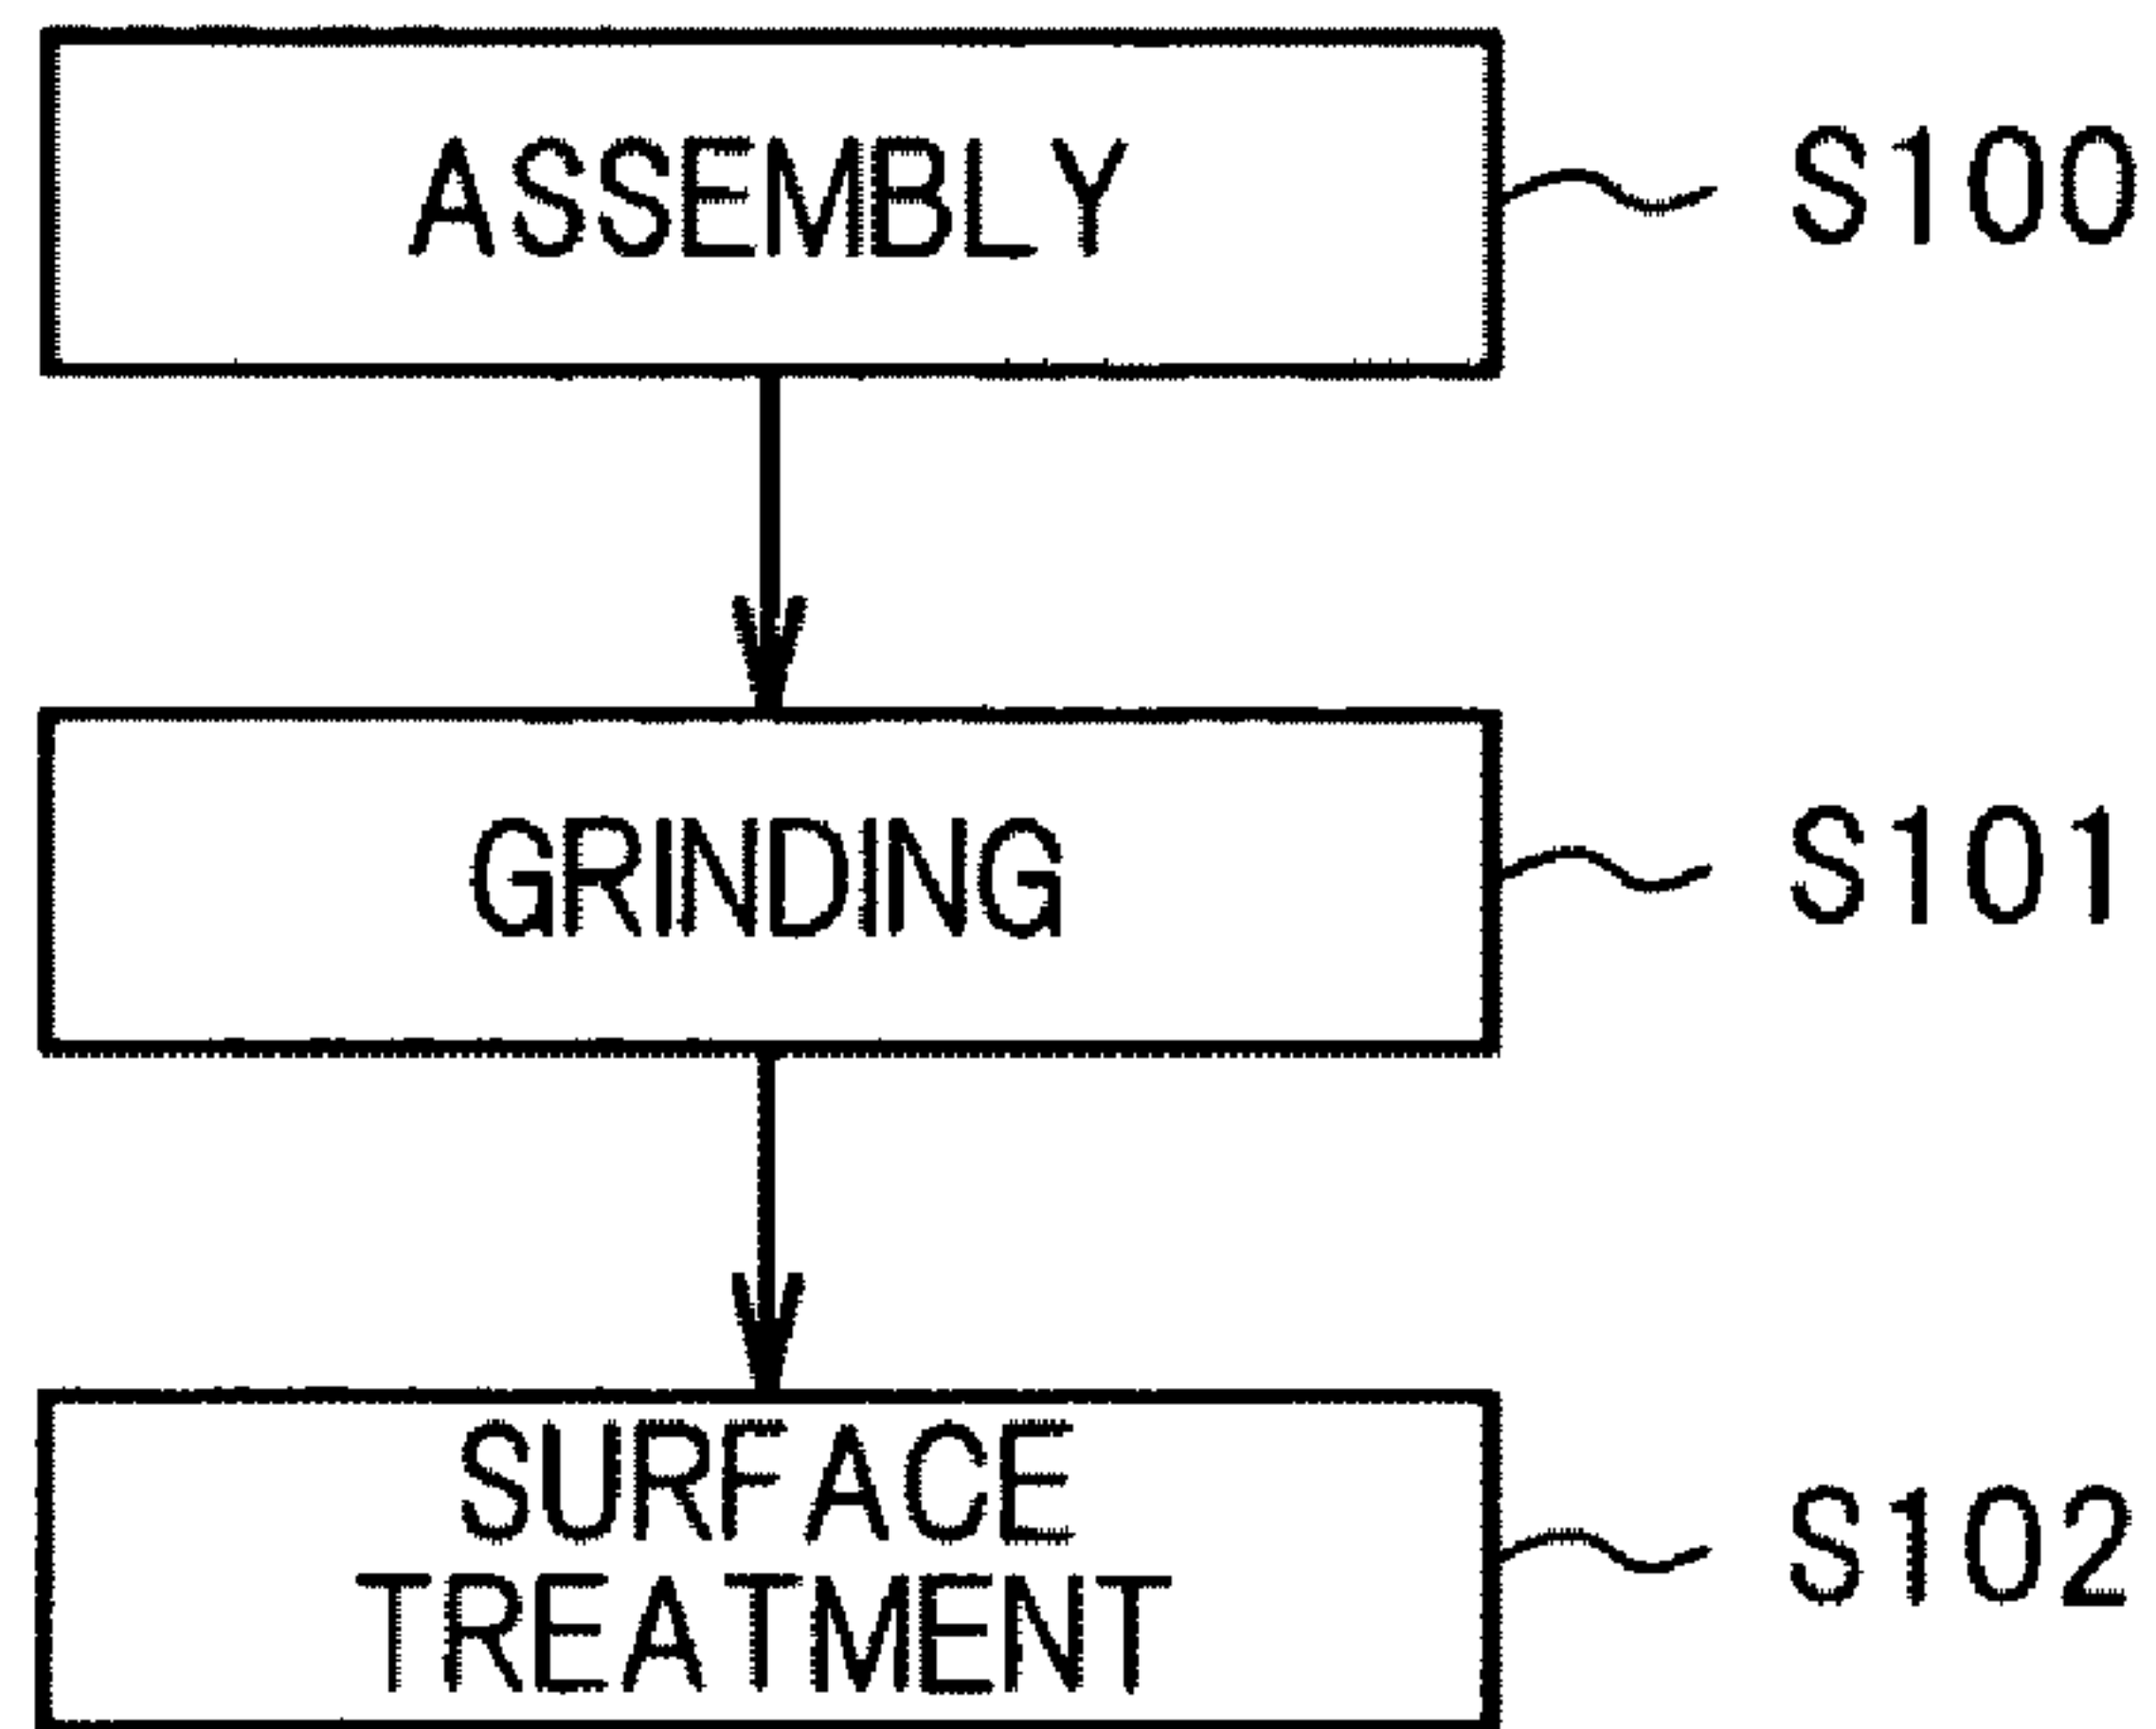 ASSEMBLY
S100
GRINDING
S101
SURFACE
TREATMENT
S102